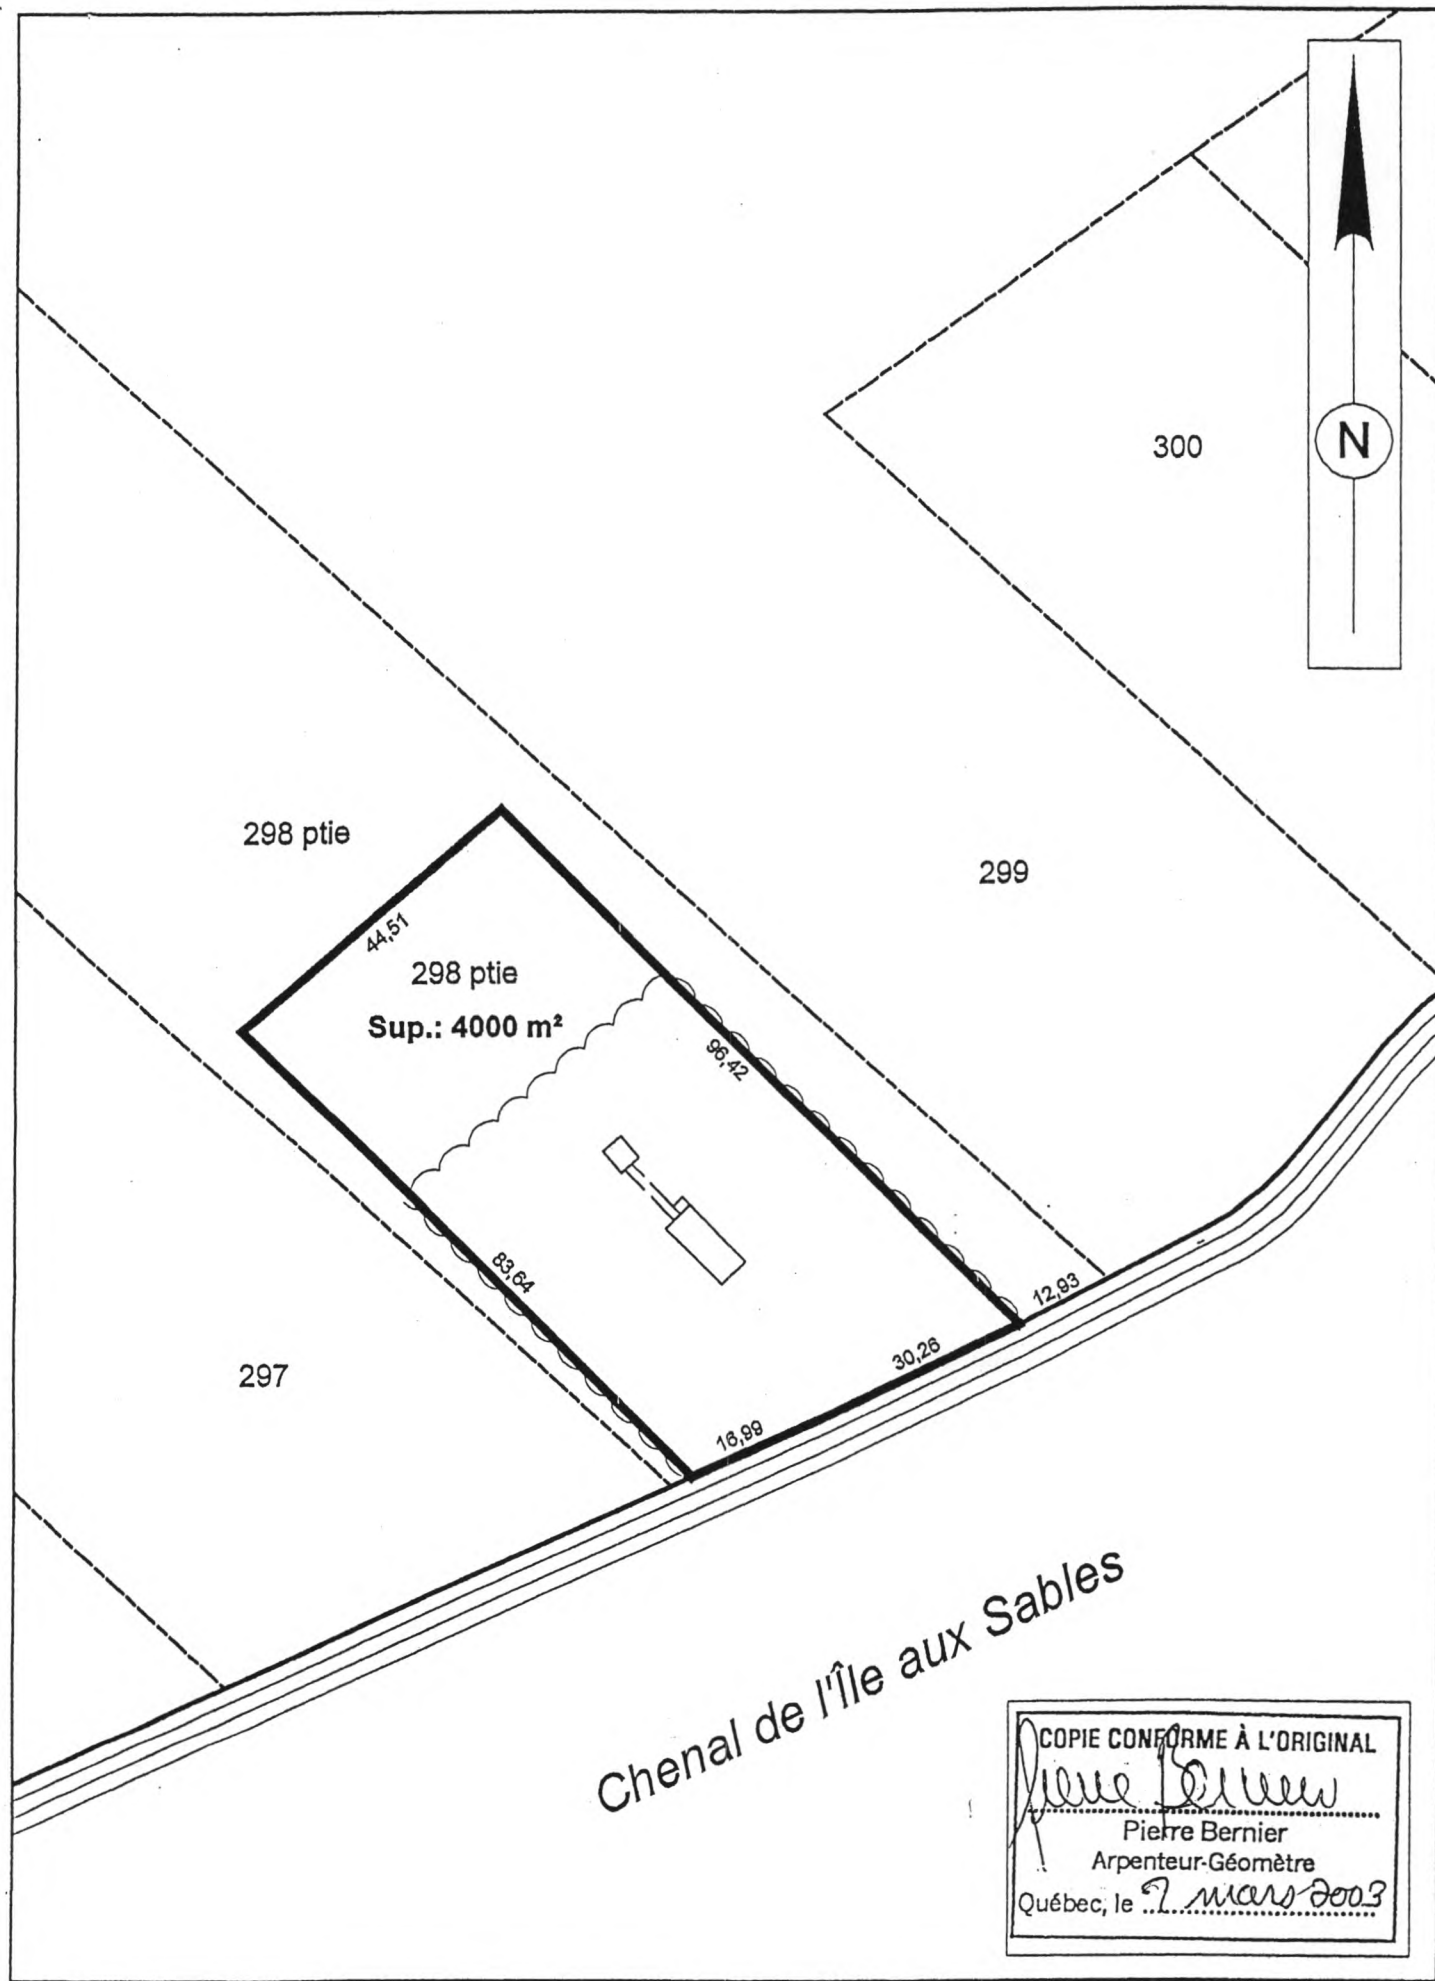 N
300
298 ptie
299
44,51
298 ptie
Sup.: 4000 m²
96,42
83,64
12,93
30,26
297
16,99
Chenal de l'Île aux Sables
COPIE CONFORME À L'ORIGINAL
Pierre Bernier
Pierre Bernier
Arpenteur-Géomètre
Québec, le 7 mars 2003